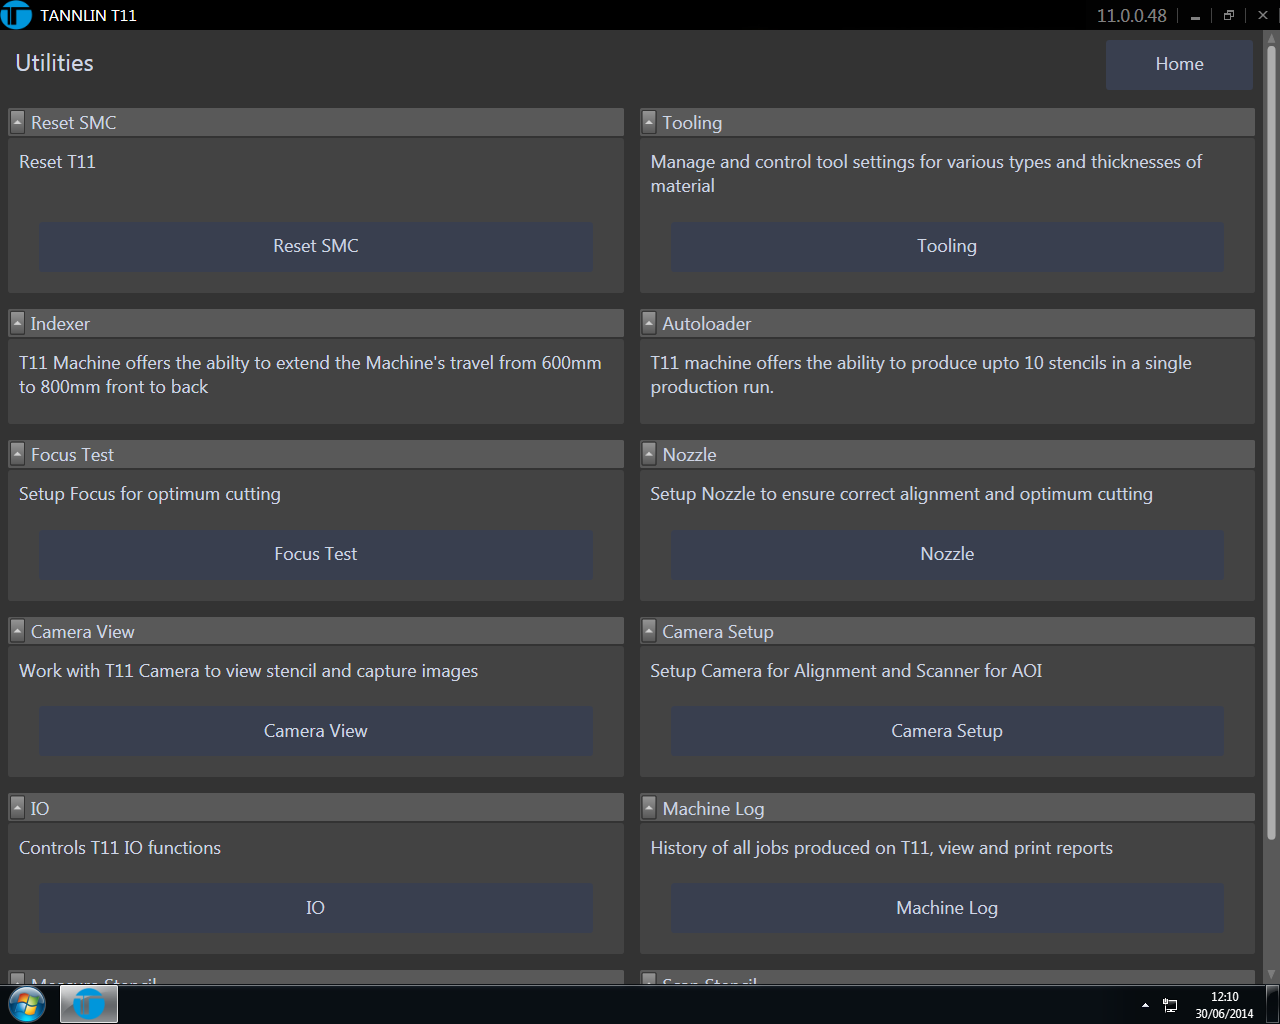 TANNLIN T11
11.0.0.48
Utilities
Home
Reset SMC
Reset T11
Reset SMC
Tooling
Manage and control tool settings for various types and thicknesses of
material
Tooling
Indexer
T11 Machine offers the abilty to extend the Machine's travel from 600mm
to 800mm front to back
Autoloader
T11 machine offers the ability to produce upto 10 stencils in a single
production run.
Focus Test
Setup Focus for optimum cutting
Focus Test
Nozzle
Setup Nozzle to ensure correct alignment and optimum cutting
Nozzle
Camera View
Work with T11 Camera to view stencil and capture images
Camera View
Camera Setup
Setup Camera for Alignment and Scanner for AOI
Camera Setup
IO
Controls T11 IO functions
IO
Machine Log
History of all jobs produced on T11, view and print reports
Machine Log
Measure Stencil
Scan Stencil
12:10
30/06/2014